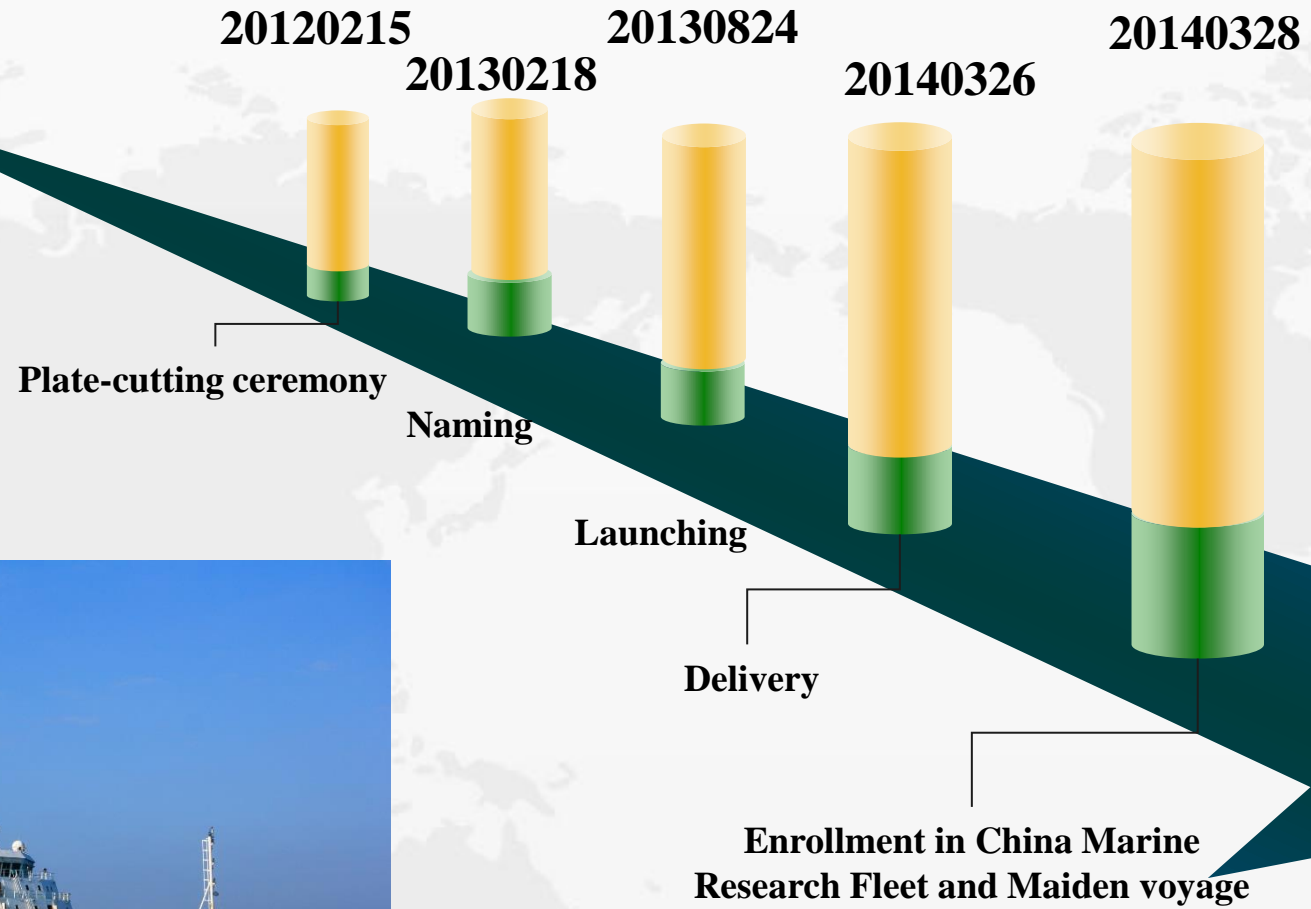 20120215
20130218
20130824
20140326
20140328
Plate-cutting ceremony
Naming
Launching
Delivery
Enrollment in China Marine
Research Fleet and Maiden voyage